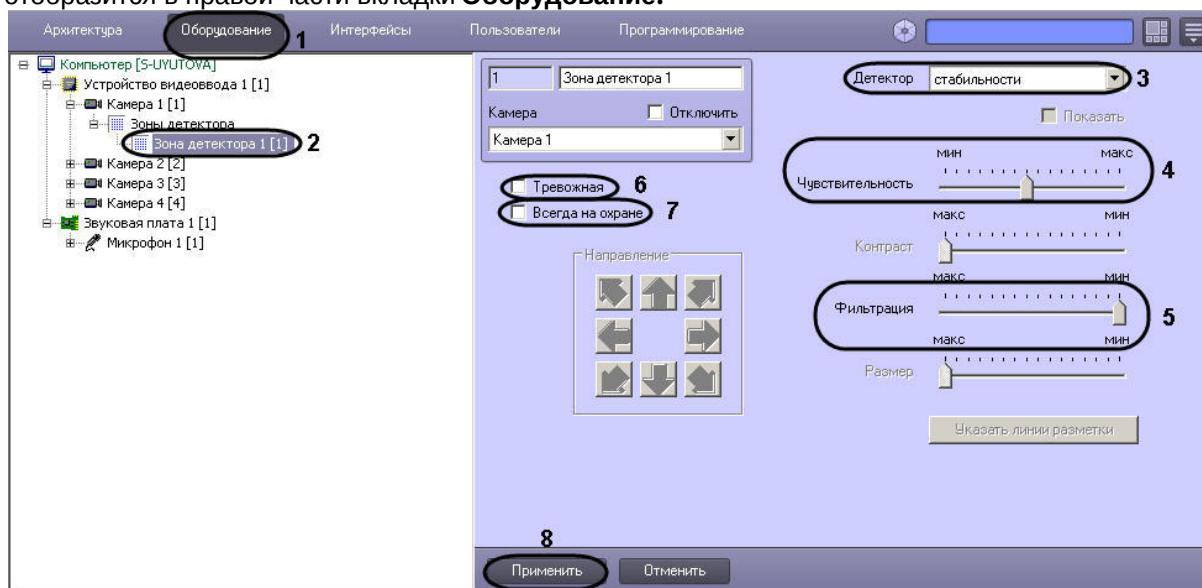 отобразится в правой части вкладки Оборудование.
Архитектура Оборудование 1 Интерфейсы Пользователи Программирование
Компьютер [S-UYUTOVA]
Устройство видеоввода 1 [1]
Камера 1 [1]
Зоны детектора
Зона детектора 1 [1] 2
Камера 2 [2]
Камера 3 [3]
Камера 4 [4]
Звуковая плата 1 [1]
Микрофон 1 [1]
1 Зона детектора 1
Камера Отключить
Камера 1
Тревожная 6
Всегда на охране 7
Направление
Детектор стабильности 3
Показать
мин макс
Чувствительность 4
макс мин
Контраст
макс мин
Фильтрация 5
макс мин
Размер
Указать линии разметки
8
Применить Отменить